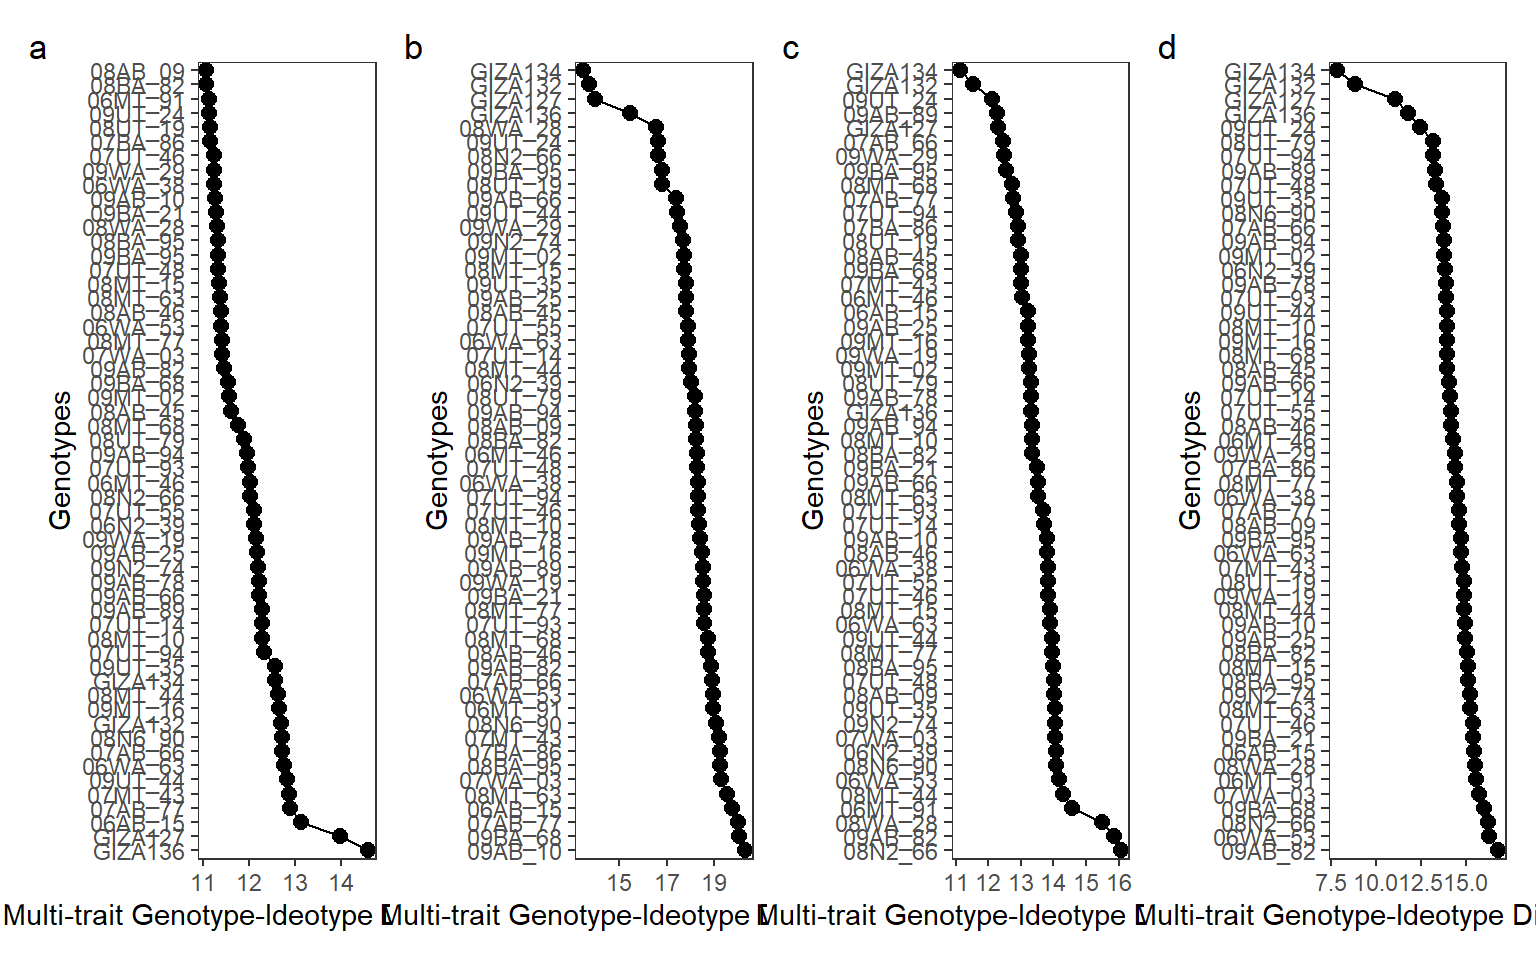 a
08AB_09
08BA_82
06MT_91
09UT_24
08UT_19
07BA_86
07UT_46
09WA_29
06WA_38
09AB_10
09BA_21
08WA_28
08BA_95
09BA_95
07UT_48
08MT_15
08MT_63
08AB_46
06WA_53
08MT_77
07WA_03
09AB_82
09BA_68
09MT_02
08AB_45
08MT_68
08UT_79
09AB_94
07UT_93
06MT_46
08N2_66
07UT_55
06N2_39
09WA_19
09AB_25
09N2_74
09AB_78
09AB_66
09AB_89
07UT_14
08MT_10
07UT_94
09UT_35
GIZA134
08MT_44
09MT_16
GIZA132
08N6_90
07AB_66
06WA_63
09UT_44
07MT_43
07AB_77
06AB_15
GIZA127
GIZA136
Genotypes
11 12 13 14
Multi-trait Genotype-Ideotype
b
GIZA134
GIZA132
GIZA127
GIZA136
08WA_28
09UT_24
08N2_66
09BA_95
08UT_19
09AB_66
09UT_44
09WA_29
09N2_74
09MT_02
08MT_15
09UT_35
09AB_25
08AB_45
07UT_55
06WA_63
07UT_14
08MT_44
06N2_39
08UT_79
09AB_94
08AB_09
08BA_82
06MT_46
07UT_48
06WA_38
07UT_94
07UT_46
08MT_10
09AB_78
09MT_16
09AB_89
09WA_19
09BA_21
08MT_77
07UT_93
08MT_68
08AB_46
09AB_82
07AB_66
06WA_53
06MT_91
08N6_90
07MT_43
07BA_86
08BA_95
07WA_03
08MT_63
06AB_15
07AB_77
09BA_68
09AB_10
Genotypes
15 17 19
Multi-trait Genotype-Ideotype
c
GIZA134
GIZA132
09UT_24
09AB_89
GIZA127
07AB_66
09WA_29
09BA_95
08MT_68
07AB_77
07UT_94
07BA_86
08UT_19
08AB_45
09BA_68
07MT_43
06MT_46
06AB_15
09AB_25
09MT_16
09WA_19
09MT_02
08UT_79
09AB_78
GIZA136
09AB_94
08MT_10
08BA_82
09BA_21
09AB_66
08MT_63
07UT_93
07UT_14
09AB_10
08AB_46
06WA_38
07UT_55
07UT_46
08MT_15
06WA_63
09UT_44
08MT_77
08BA_95
07UT_48
08AB_09
09UT_35
09N2_74
07WA_03
06N2_39
08N6_90
06WA_53
08MT_44
06MT_91
08WA_28
09AB_82
08N2_66
Genotypes
11 12 13 14 15 16
Multi-trait Genotype-Ideotype
d
GIZA134
GIZA132
GIZA127
GIZA136
09UT_24
08UT_79
07UT_94
09AB_89
07UT_48
09UT_35
08N6_90
07AB_66
09AB_94
09MT_02
06N2_39
09AB_78
07UT_93
09UT_44
08MT_10
09MT_16
08MT_68
08AB_45
09AB_66
07UT_14
07UT_55
08AB_46
06MT_46
09WA_29
07BA_86
08MT_77
06WA_38
07AB_77
08AB_09
09BA_95
06WA_63
07MT_43
08UT_19
09WA_19
08MT_44
09AB_10
09AB_25
08BA_82
08MT_15
08BA_95
09N2_74
08MT_63
07UT_46
09BA_21
06AB_15
08WA_28
06MT_91
07WA_03
09BA_68
08N2_66
06WA_53
09AB_82
Genotypes
7.5 10.0 12.5 15.0
Multi-trait Genotype-Ideotype Di